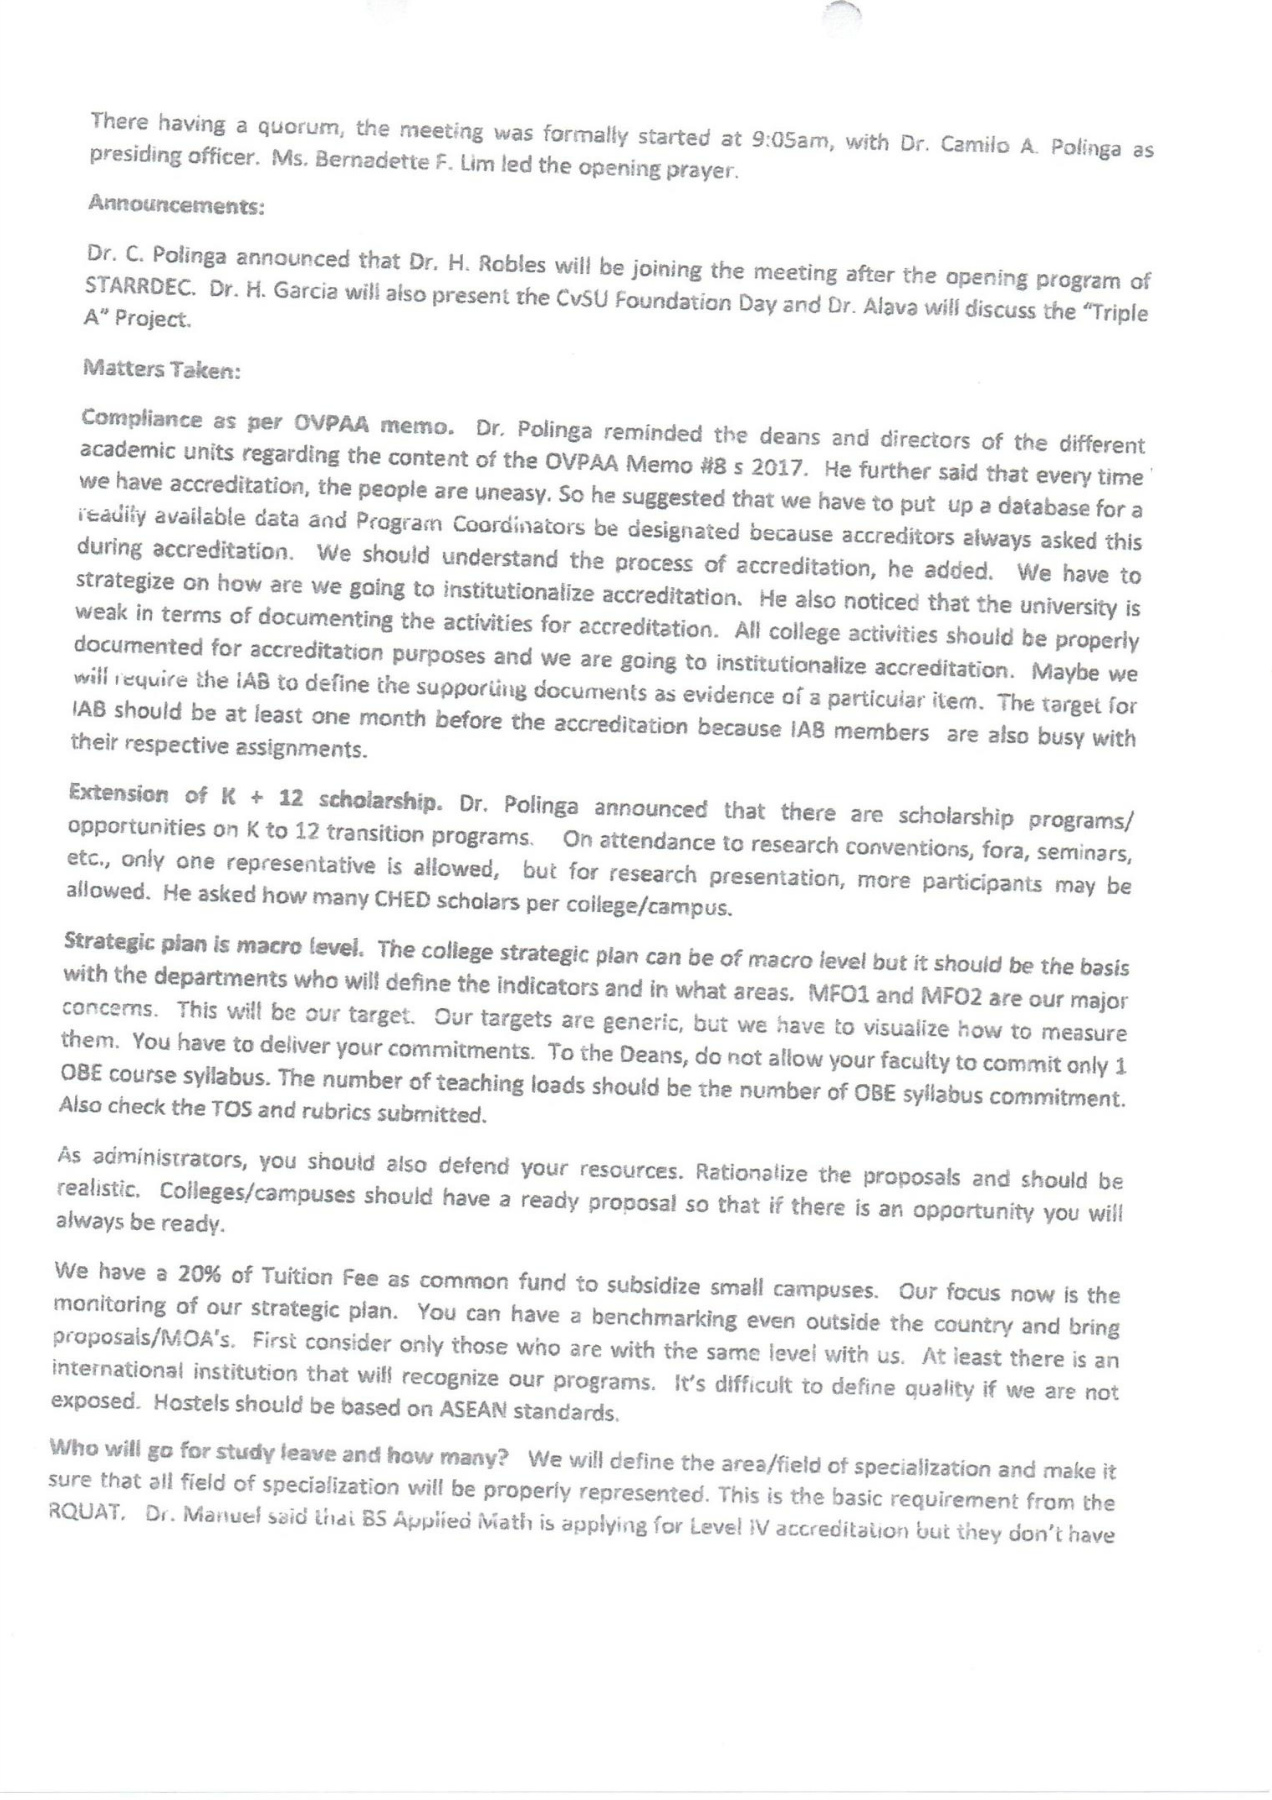 There having a quorum, the meeting was formally started at 9:05am, with Dr. Camilo A. Polinga as
presiding officer. Ms. Bernadette F. Lim led the opening prayer.
Announcements:
Dr. C. Polinga announced that Dr. H. Robles will be joining the meeting after the opening program of
STARRDEC. Dr. H. Garcia will also present the CvSU Foundation Day and Dr. Alava will discuss the “Triple
A” Project.
Matters Taken:
Compliance as per OVPAA memo. Dr. Polinga reminded the deans and directors of the different
academic units regarding the content of the OVPAA Memo #8 s 2017. He further said that every time
we have accreditation, the people are uneasy. So he suggested that we have to put up a database for a
readily available data and Program Coordinators be designated because accreditors always asked this
during accreditation. We should understand the process of accreditation, he added. We have to
strategize on how are we going to institutionalize accreditation. He also noticed that the university is
weak in terms of documenting the activities for accreditation. All college activities should be properly
documented for accreditation purposes and we are going to institutionalize accreditation. Maybe we
will require the IAB to define the supporting documents as evidence of a particular item. The target for
IAB should be at least one month before the accreditation because IAB members are also busy with
their respective assignments.
Extension of K + 12 scholarship. Dr. Polinga announced that there are scholarship programs/
opportunities on K to 12 transition programs. On attendance to research conventions, fora, seminars,
etc., only one representative is allowed, but for research presentation, more participants may be
allowed. He asked how many CHED scholars per college/campus.
Strategic plan is macro level. The college strategic plan can be of macro level but it should be the basis
with the departments who will define the indicators and in what areas. MFO1 and MFO2 are our major
concerns. This will be our target. Our targets are generic, but we have to visualize how to measure
them. You have to deliver your commitments. To the Deans, do not allow your faculty to commit only 1
OBE course syllabus. The number of teaching loads should be the number of OBE syllabus commitment.
Also check the TOS and rubrics submitted.
As administrators, you should also defend your resources. Rationalize the proposals and should be
realistic. Colleges/campuses should have a ready proposal so that if there is an opportunity you will
always be ready.
We have a 20% of Tuition Fee as common fund to subsidize small campuses. Our focus now is the
monitoring of our strategic plan. You can have a benchmarking even outside the country and bring
proposals/MOA's. First consider only those who are with the same level with us. At least there is an
international institution that will recognize our programs. It's difficult to define quality if we are not
exposed. Hostels should be based on ASEAN standards.
Who will go for study leave and how many? We will define the area/field of specialization and make it
sure that all field of specialization will be properly represented. This is the basic requirement from the
RQUAT. Dr. Manuel said that BS Applied Math is applying for Level IV accreditation but they don't have